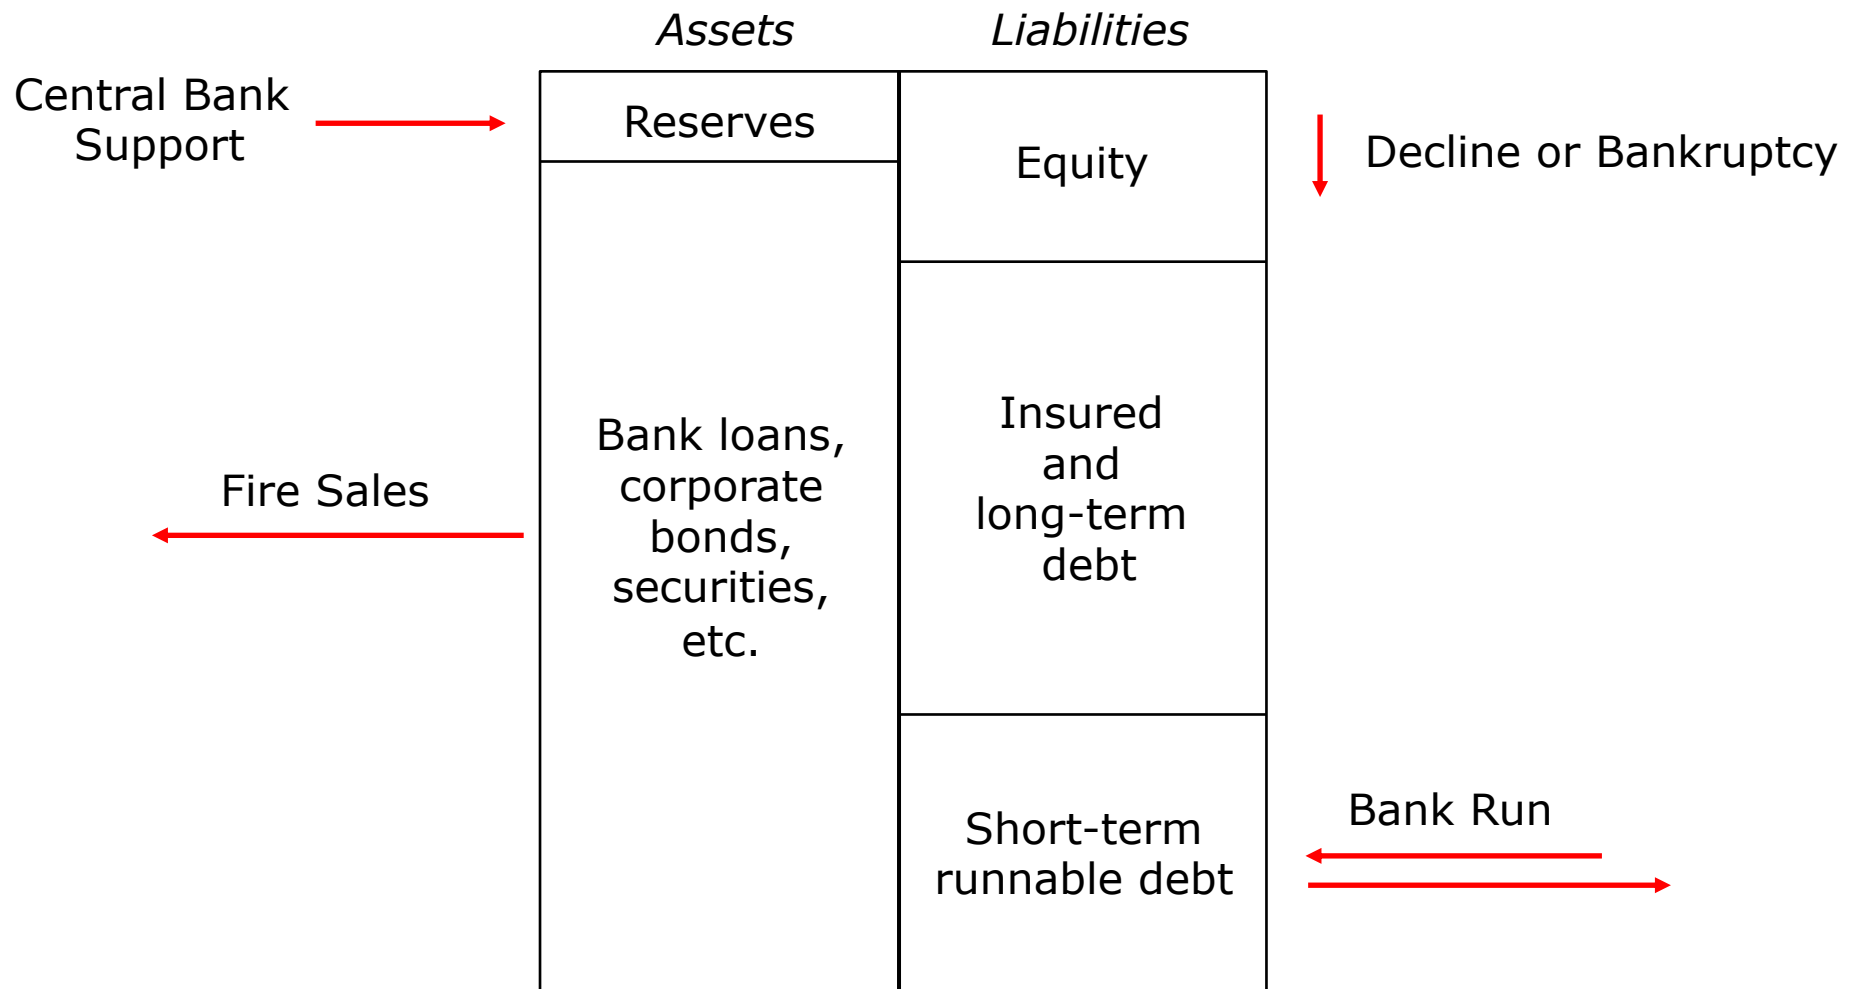 Assets
Liabilities
Central Bank
Support
Reserves
Equity
Decline or Bankruptcy
Fire Sales
Bank loans,
corporate
bonds,
securities,
etc.
Insured
and
long-term
debt
Short-term
runnable debt
Bank Run